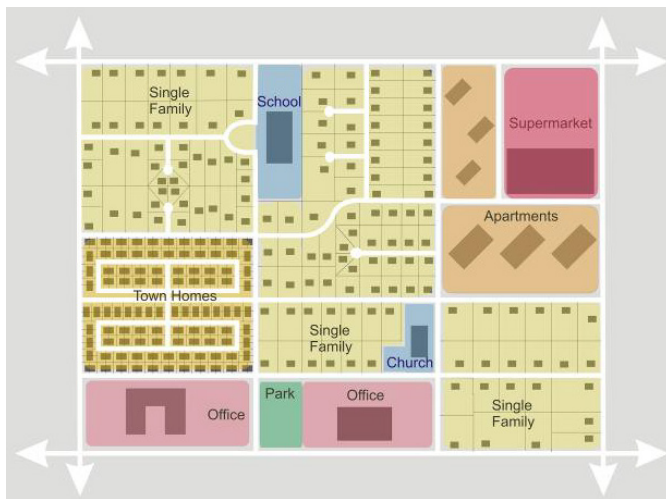 Single
Family
School
Supermarket
Apartments
Town Homes
Single
Family
Church
Office
Park
Office
Single
Family